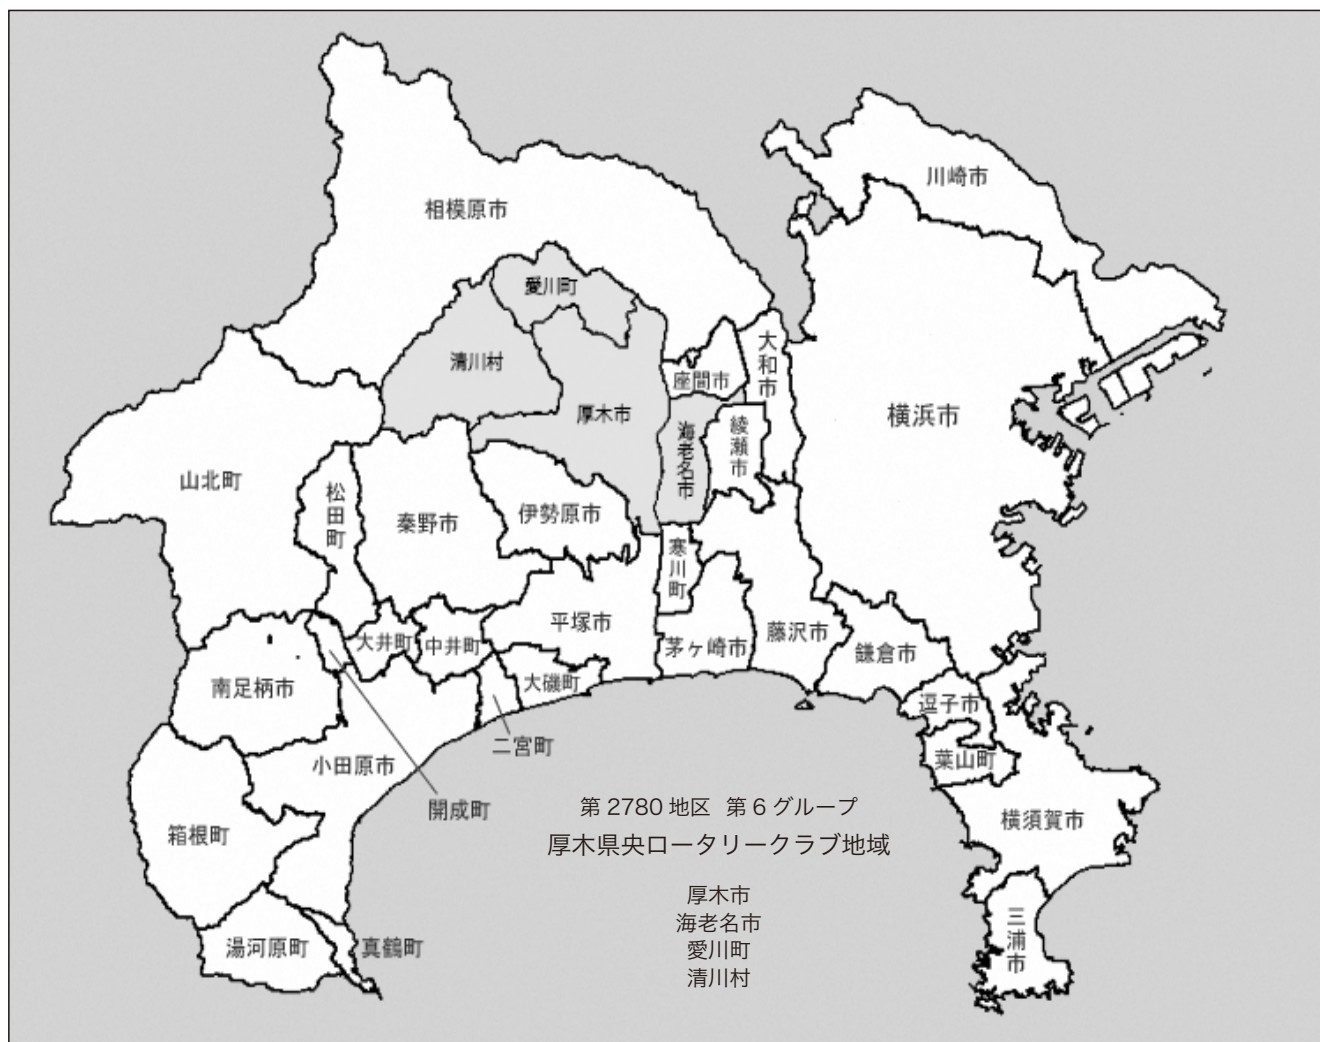 川崎市
相模原市
愛川町
大和市
清川村
座間市
厚木市
横浜市
綾瀬市
海老名市
山北町
松田町
秦野市
伊勢原市
寒川町
平塚市
藤沢市
大井町
中井町
茅ヶ崎市
鎌倉市
南足柄市
大磯町
逗子市
二宮町
葉山町
小田原市
開成町
箱根町
横須賀市
第2780地区 第6グループ
厚木県央ロータリークラブ地域
厚木市
海老名市
愛川町
清川村
湯河原町
真鶴町
三浦市